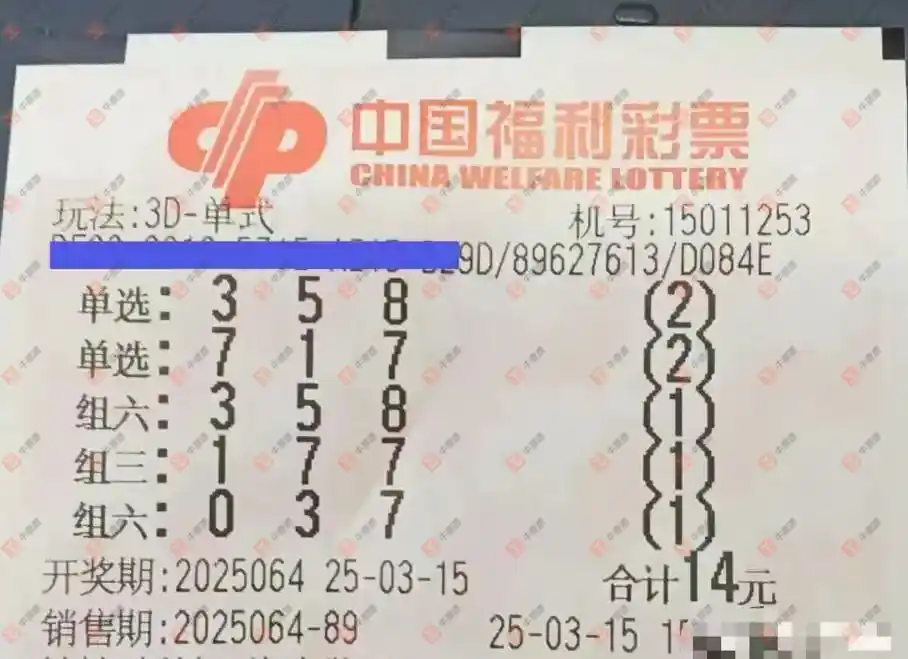 中国福利彩票
CHINA WELFARE LOTTERY
玩法:3D-单式 机号:15011253
9D/89627613/D084E
单选: 3 5 8 (2)
单选: 7 1 7 (2)
组六: 3 5 8 (1)
组三: 1 7 7 (1)
组六: 0 3 7 (1)
开奖期:2025064 25-03-15 合计14元
销售期:2025064-89 25-03-15